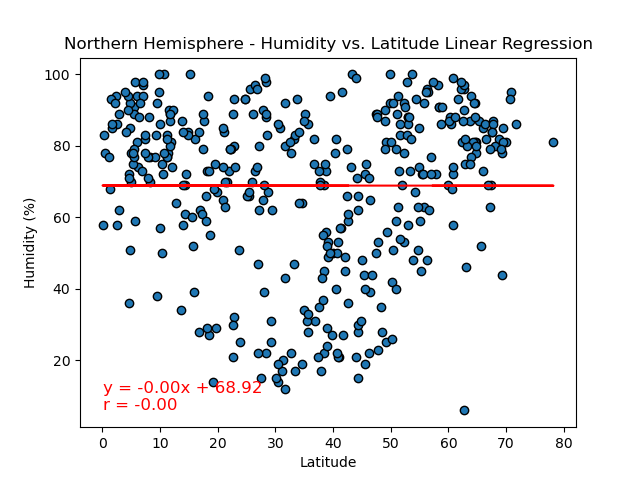 Northern Hemisphere - Humidity vs. Latitude Linear Regression
100
80
60
40
20
Humidity (%)
y = -0.00x + 68.92
r = -0.00
0 10 20 30 40 50 60 70 80
Latitude